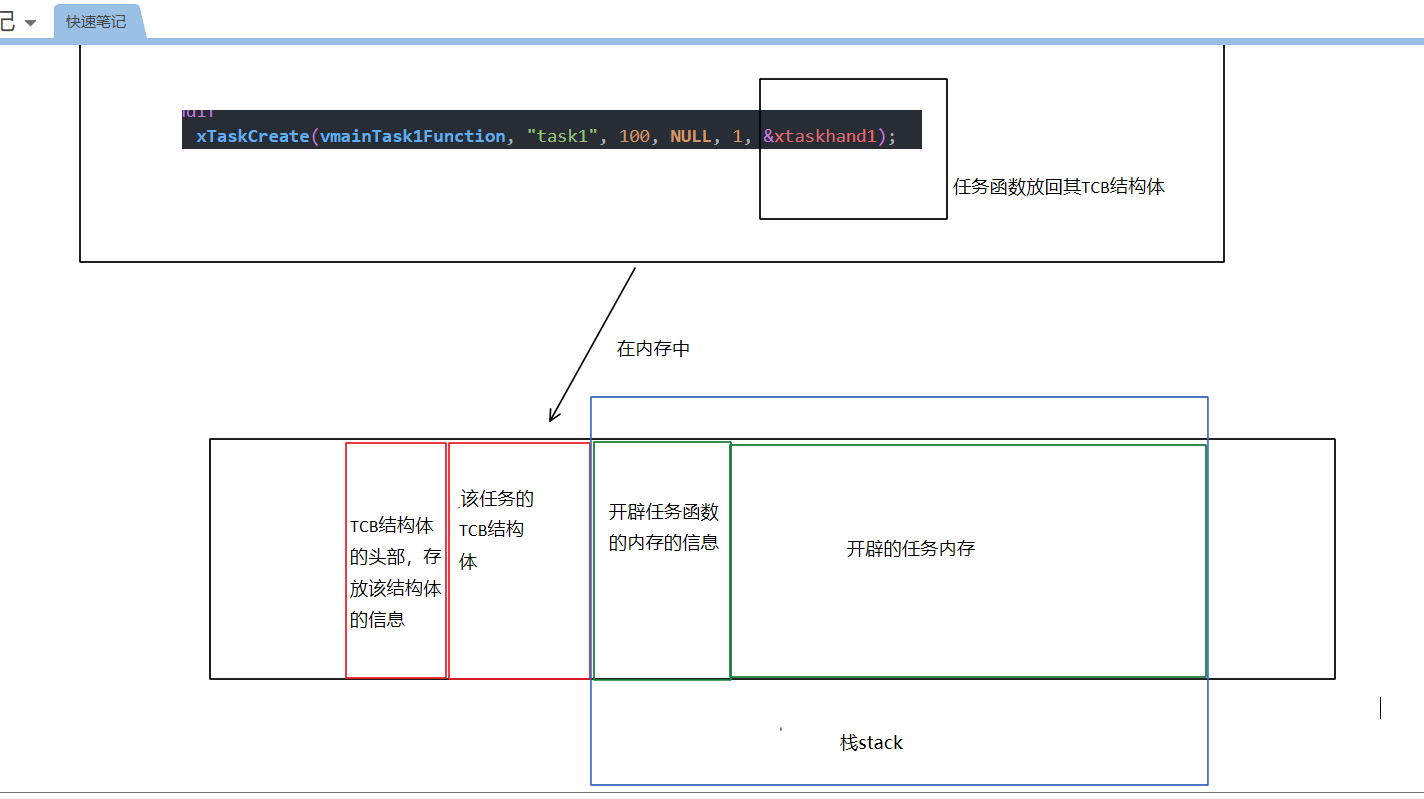 记
快速笔记
ndif
xTaskCreate(vmainTask1Function, "task1", 100, NULL, 1, &xtaskhand1);
任务函数放回其TCB结构体
在内存中
TCB结构体
的头部，存
放该结构体
的信息
该任务的
TCB结构
体
开辟任务函数
的内存的信息
开辟的任务内存
栈stack